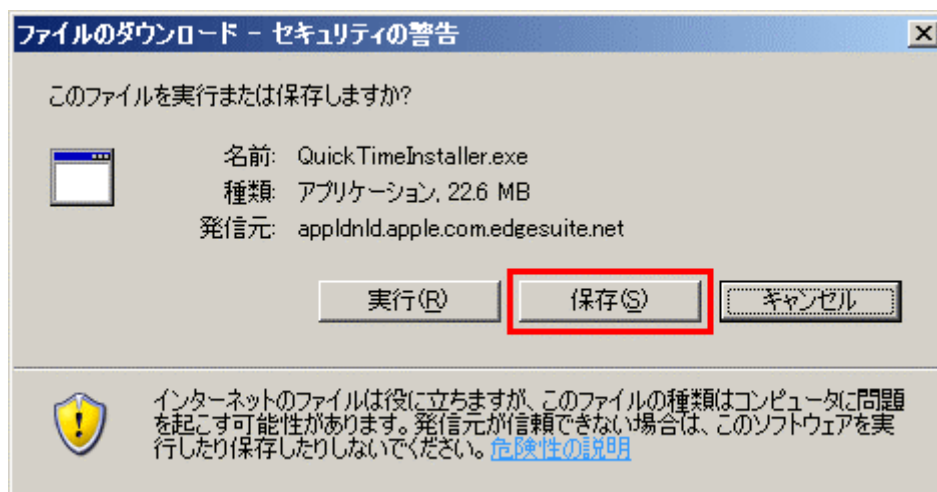 ファイルのダウンロード - セキュリティの警告
このファイルを実行または保存しますか?
名前: QuickTimeInstaller.exe
種類: アプリケーション, 22.6 MB
発信元: appldnld.apple.com.edgesuite.net
実行(R) 保存(S) キャンセル
インターネットのファイルは役に立ちますが、このファイルの種類はコンピュータに問題
を起こす可能性があります。発信元が信頼できない場合は、このソフトウェアを実
行したり保存したりしないでください。危険性の説明